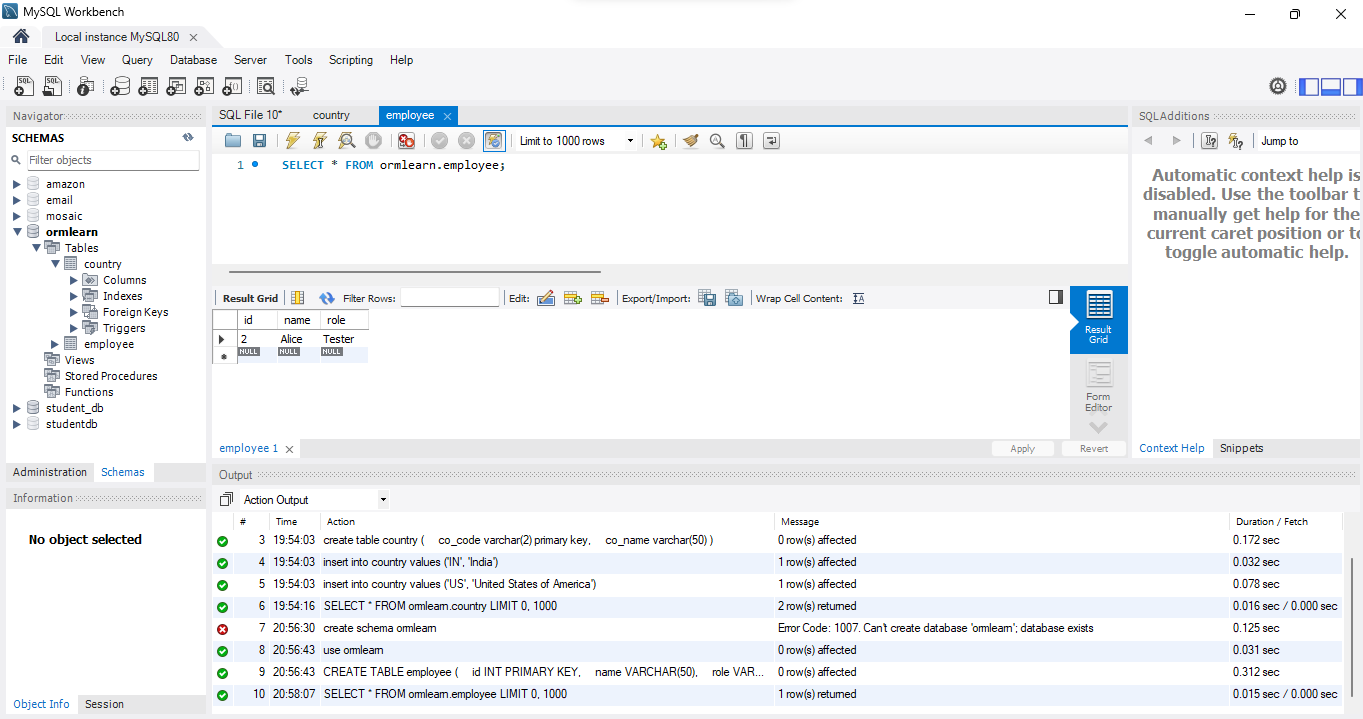 MySQL Workbench
Local instance MySQL80
File Edit View Query Database Server Tools Scripting Help
Navigator
SCHEMAS
Filter objects
amazon
email
mosaic
ormlearn
Tables
country
Columns
Indexes
Foreign Keys
Triggers
employee
Views
Stored Procedures
Functions
student_db
studentdb
Administration Schemas
Information
No object selected
Object Info Session
SQL File 10* country employee
Limit to 1000 rows
1 SELECT * FROM ormlearn.employee;
Result Grid Filter Rows: Edit: Export/Import: Wrap Cell Content:
id name role
2 Alice Tester
NULL NULL NULL
Result
Grid
Form
Editor
employee 1 Apply Revert
SQLAdditions
Jump to
Automatic context help is
disabled. Use the toolbar t
manually get help for the
current caret position or to
toggle automatic help.
Context Help Snippets
Output
Action Output
# Time Action Message Duration / Fetch
3 19:54:03 create table country ( co_code varchar(2) primary key, co_name varchar(50) ) 0 row(s) affected 0.172 sec
4 19:54:03 insert into country values ('IN', 'India') 1 row(s) affected 0.032 sec
5 19:54:03 insert into country values ('US', 'United States of America') 1 row(s) affected 0.078 sec
6 19:54:16 SELECT * FROM ormlearn.country LIMIT 0, 1000 2 row(s) returned 0.016 sec / 0.000 sec
7 20:56:30 create schema ormlearn Error Code: 1007. Can't create database 'ormlearn'; database exists 0.125 sec
8 20:56:43 use ormlearn 0 row(s) affected 0.031 sec
9 20:56:43 CREATE TABLE employee ( id INT PRIMARY KEY, name VARCHAR(50), role VAR... 0 row(s) affected 0.312 sec
10 20:58:07 SELECT * FROM ormlearn.employee LIMIT 0, 1000 1 row(s) returned 0.015 sec / 0.000 sec